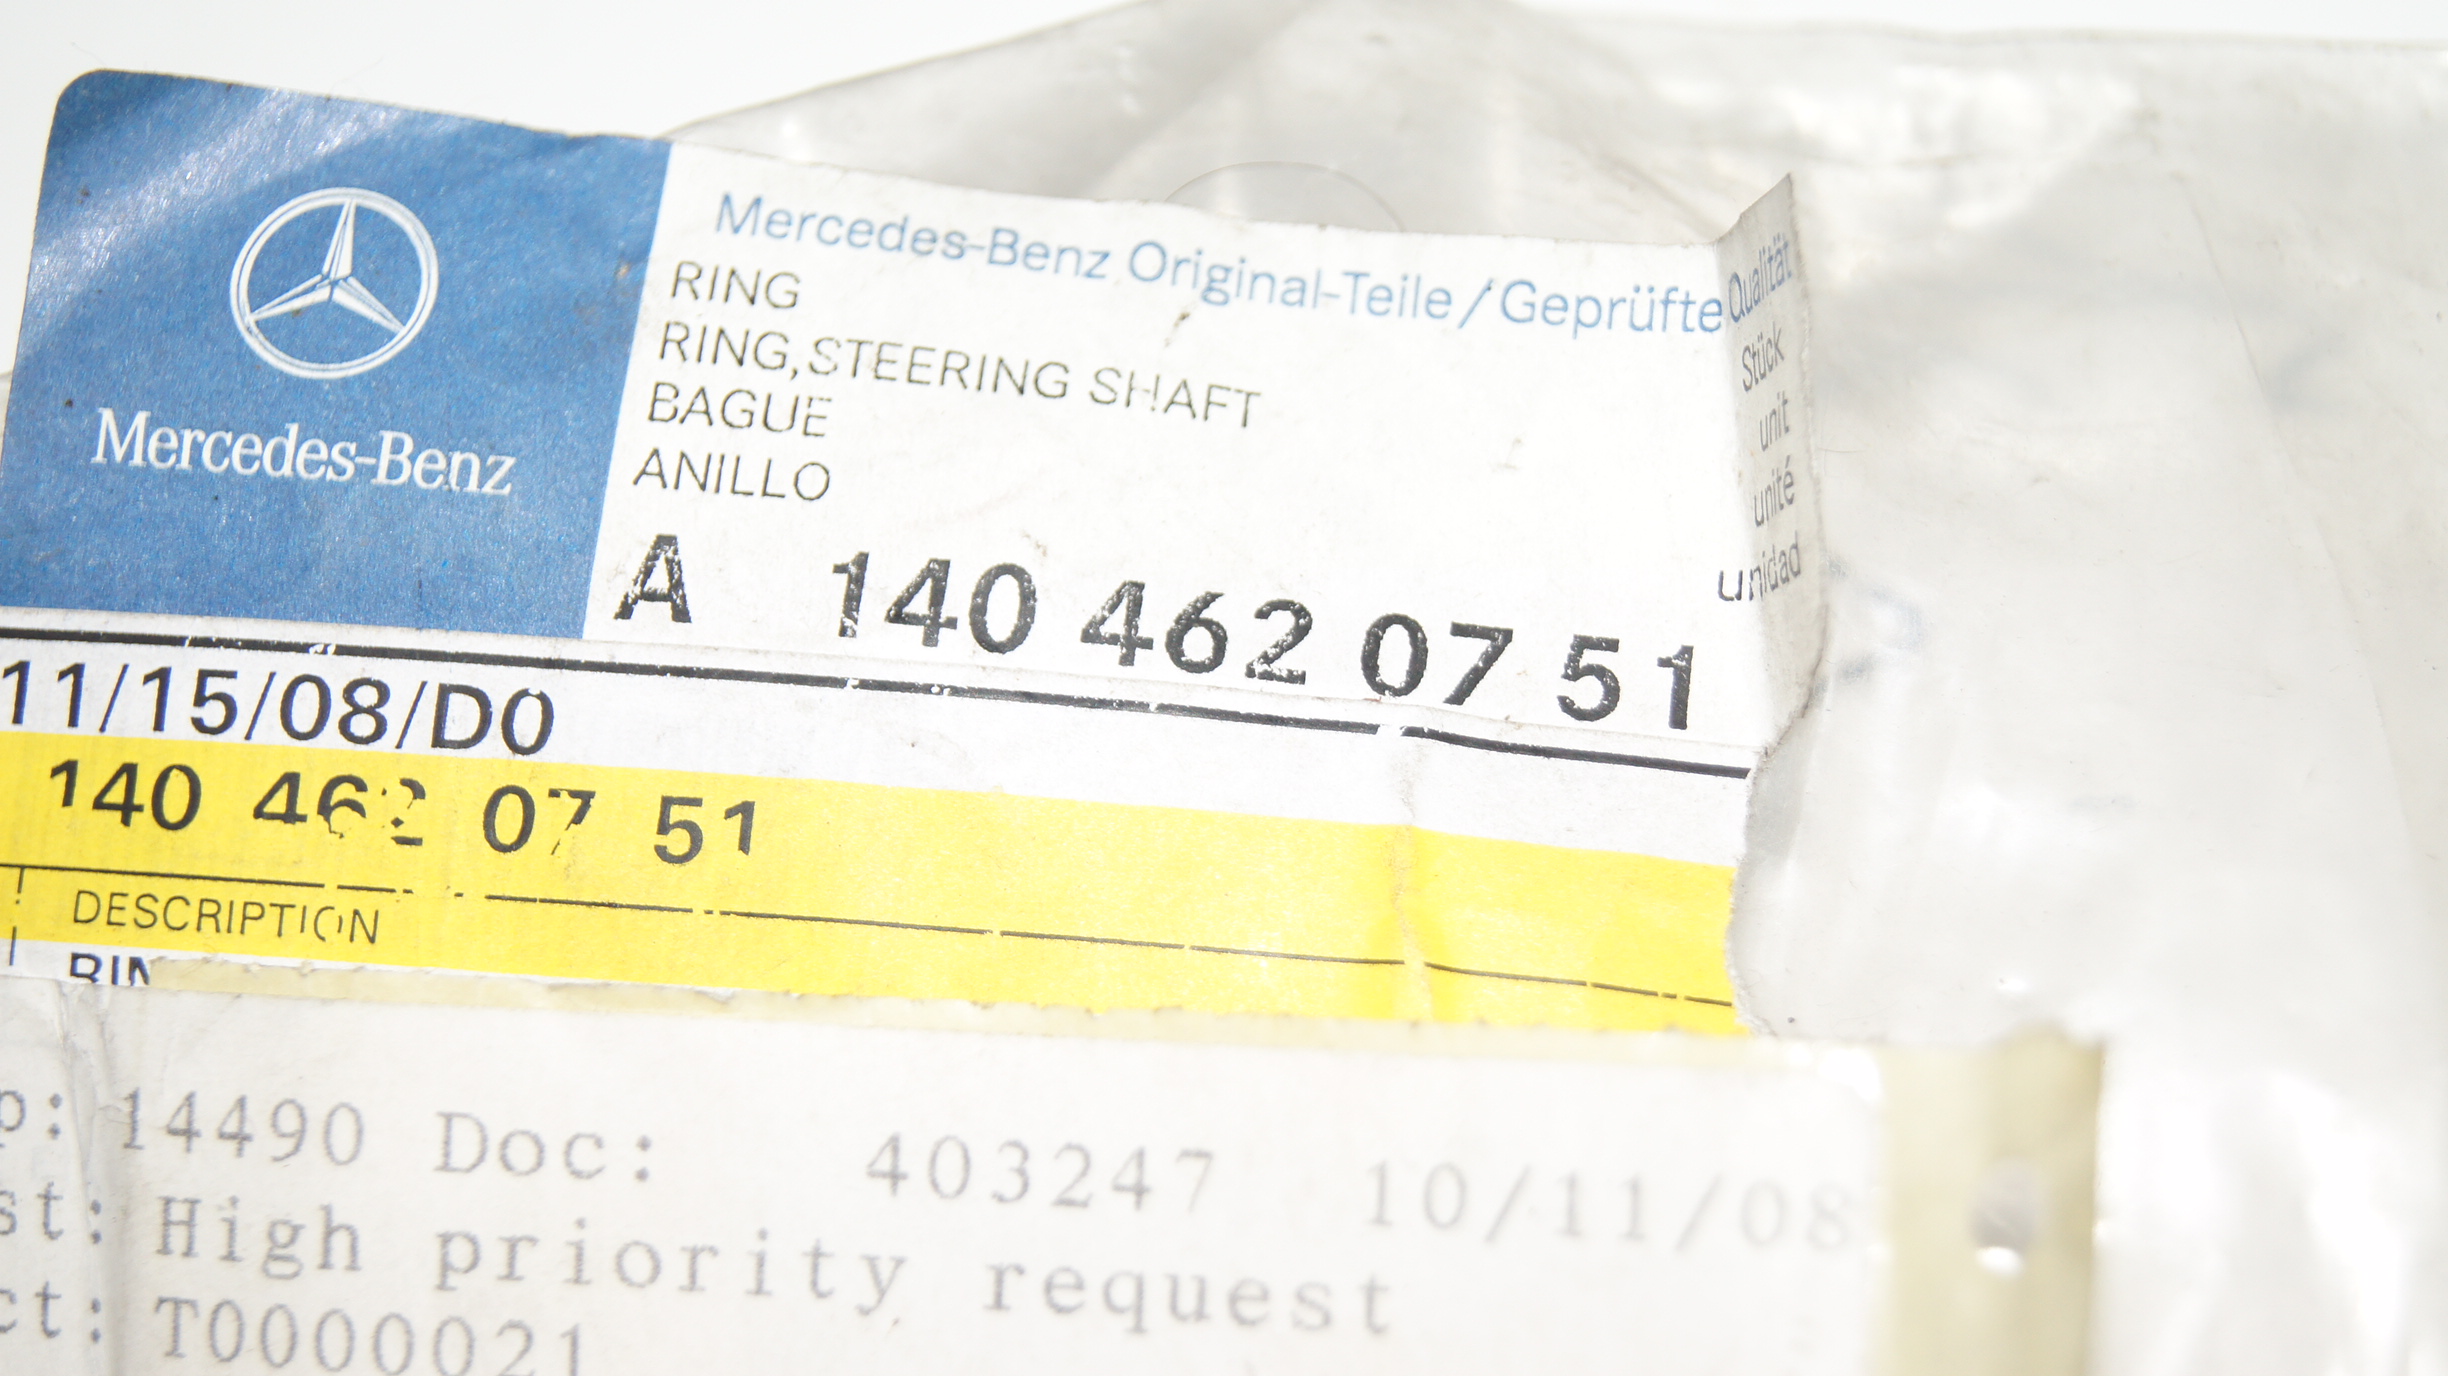 Mercedes-Benz
Mercedes-Benz Original-Teile/Geprüfte Qualität
RING
RING,STEERING SHAFT
BAGUE
ANILLO
Stück
unit
unité
unidad
A 140 462 07 51
11/15/08/D0
140 462 07 51
DESCRIPTION
p: 14490 Doc: 403247 10/11/08
st: High priority request
ct: T0000021